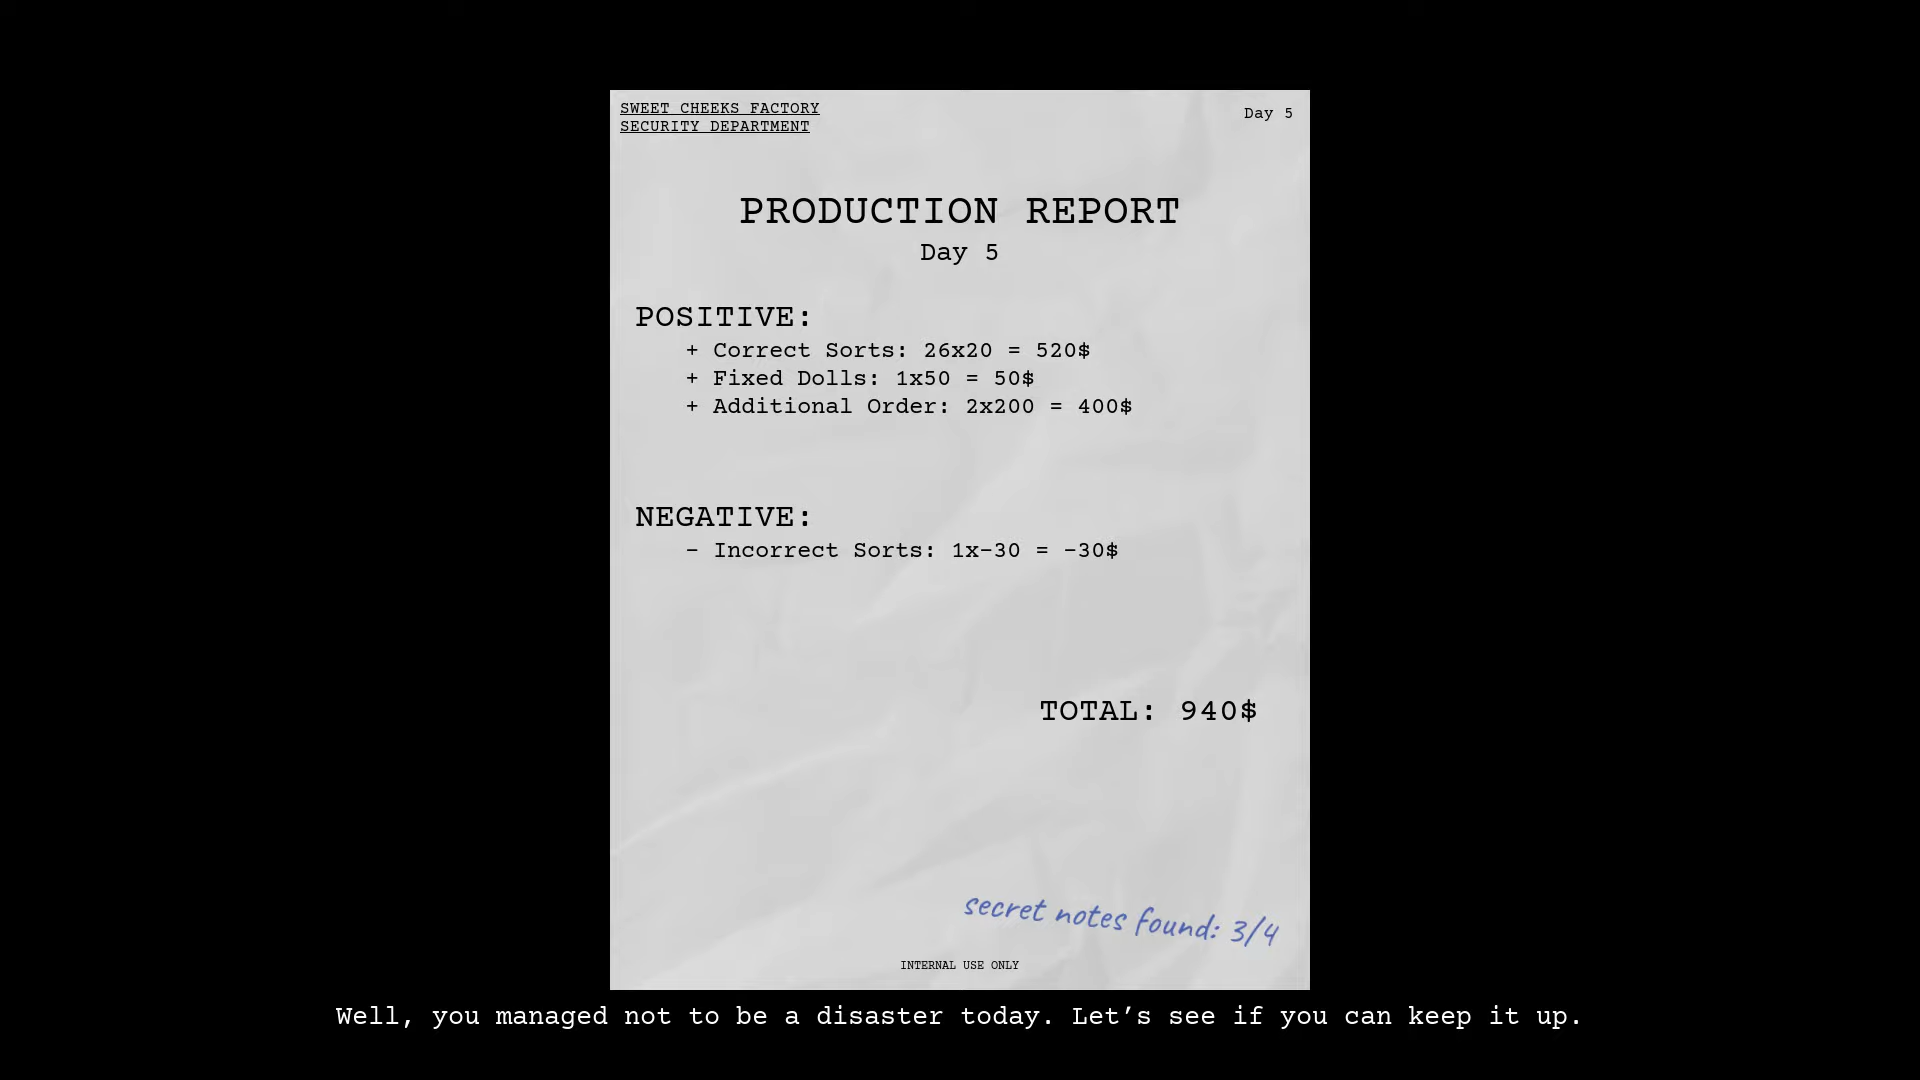 SWEET CHEEKS FACTORY
SECURITY DEPARTMENT
Day 5
PRODUCTION REPORT
Day 5
POSITIVE:
+ Correct Sorts: 26x20 = 520$
+ Fixed Dolls: 1x50 = 50$
+ Additional Order: 2x200 = 400$
NEGATIVE:
- Incorrect Sorts: 1x-30 = -30$
TOTAL: 940$
secret notes found: 3/4
INTERNAL USE ONLY
Well, you managed not to be a disaster today. Let’s see if you can keep it up.